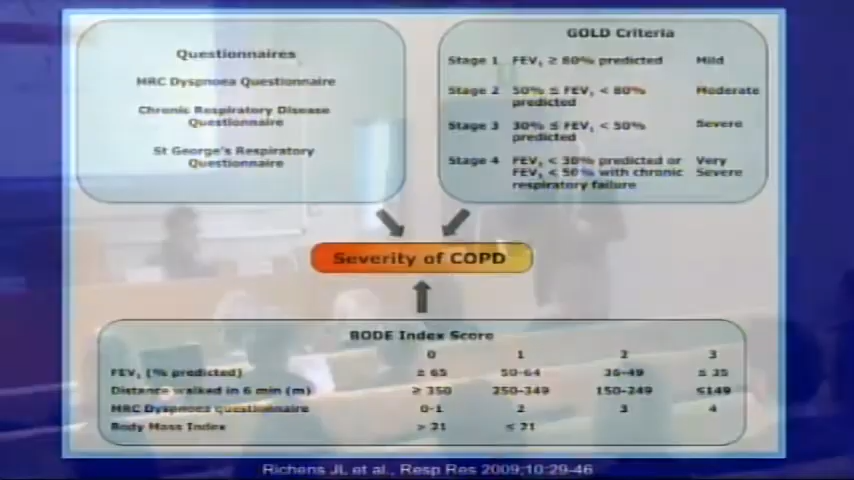 Questionnaires
MRC Dyspnoea Questionnaire
Chronic Respiratory Disease
Questionnaire
St George's Respiratory
Questionnaire
GOLD Criteria
Stage 1 FEV₁ ≥ 80% predicted Mild
Stage 2 50% ≤ FEV₁ < 80% Moderate
predicted
Stage 3 30% ≤ FEV₁ < 50% Severe
predicted
Stage 4 FEV₁ < 30% predicted or Very
FEV₁ < 50% with chronic Severe
respiratory failure
Severity of COPD
BODE Index Score
0 1 2 3
FEV₁ (% predicted) ≥ 65 50-64 36-49 ≤ 35
Distance walked in 6 min (m) ≥ 350 250-349 150-249 ≤149
MRC Dyspnoea questionnaire 0-1 2 3 4
Body Mass Index > 21 ≤ 21
Richens JL et al., Resp Res 2009;10:29-46